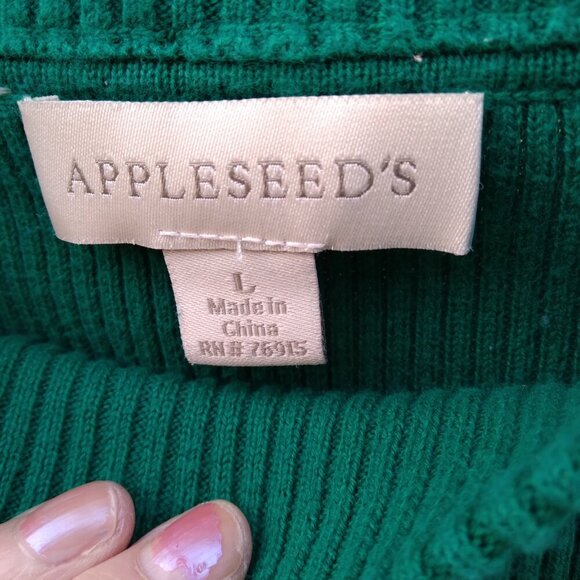 APPLESEED'S
L
Made in
China
RN# 76915